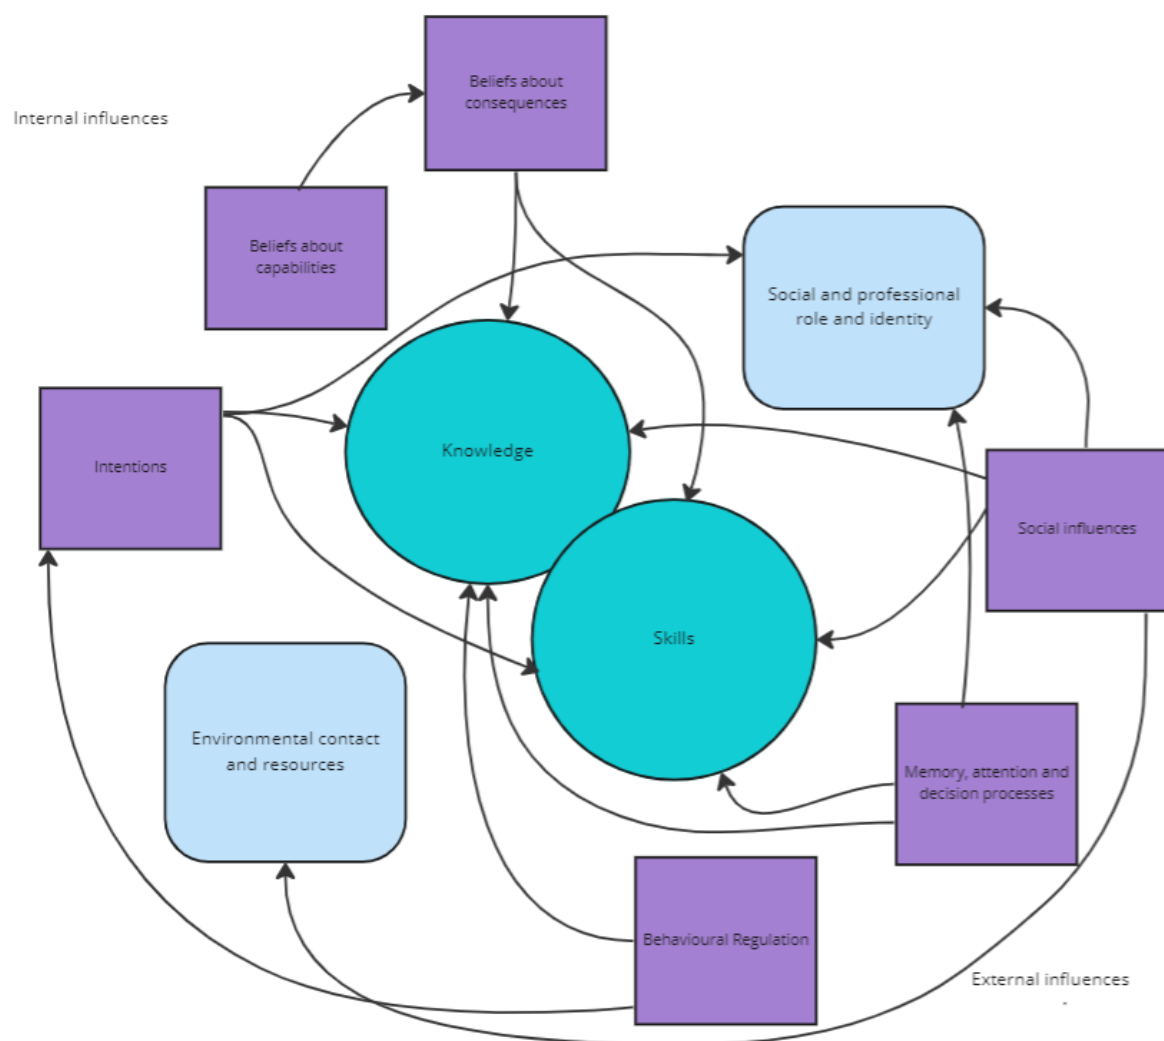 Beliefs about
consequences
Internal influences
Beliefs about
capabilities
Social and professional
role and identity
Knowledge
Intentions
Social influences
Skills
Environmental contact
and resources
Memory, attention and
decision processes
Behavioural Regulation
External influences